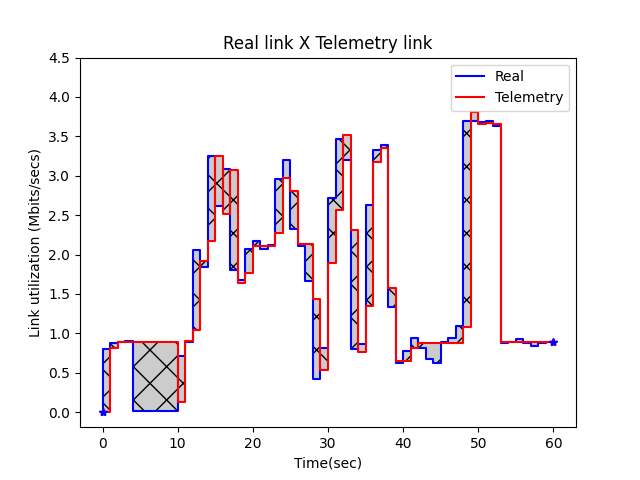 Real link X Telemetry link
Real
Telemetry
4.5
4.0
3.5
3.0
2.5
2.0
1.5
1.0
0.5
0.0
Link utilization (Mbits/secs)
0 10 20 30 40 50 60
Time(sec)